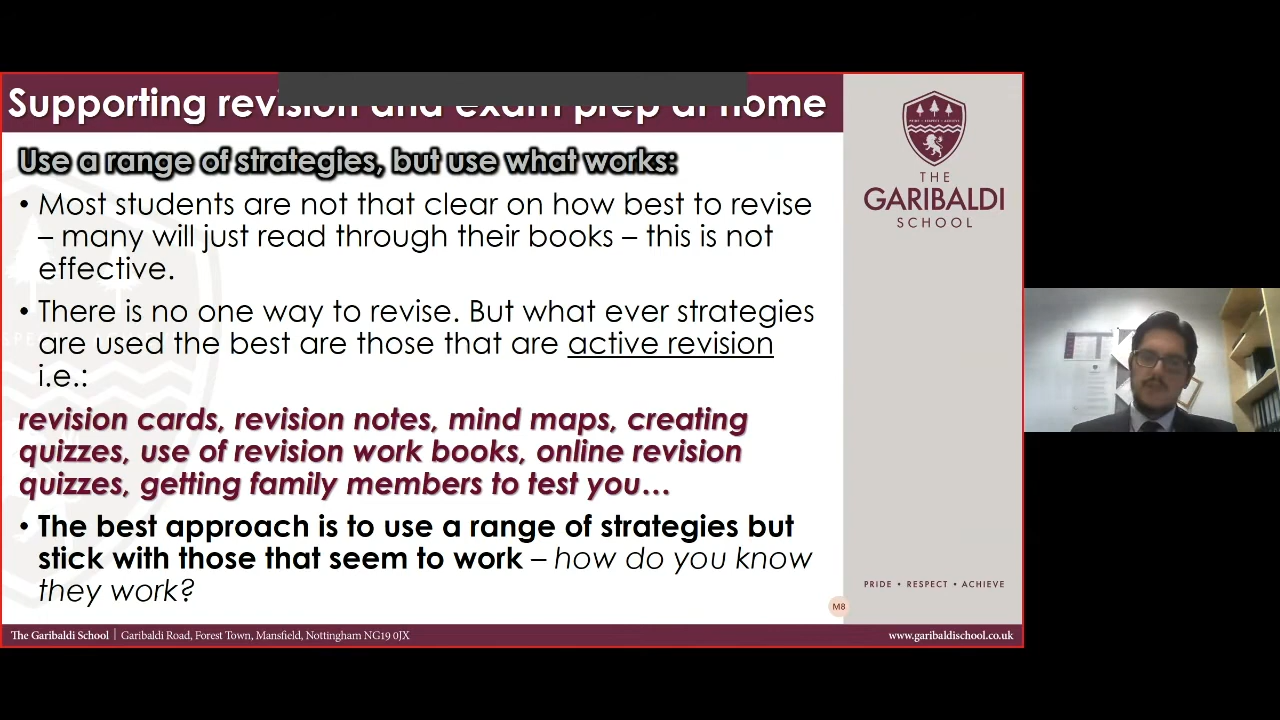 Supporting revision and exam prep at home
Use a range of strategies, but use what works:
• Most students are not that clear on how best to revise
– many will just read through their books – this is not
effective.
• There is no one way to revise. But what ever strategies
are used the best are those that are active revision
i.e.:
revision cards, revision notes, mind maps, creating
quizzes, use of revision work books, online revision
quizzes, getting family members to test you…
• The best approach is to use a range of strategies but
stick with those that seem to work – how do you know
they work?
PRIDE • RESPECT • ACHIEVE
THE
GARIBALDI
SCHOOL
PRIDE • RESPECT • ACHIEVE
M8
The Garibaldi School | Garibaldi Road, Forest Town, Mansfield, Nottingham NG19 0JX
www.garibaldischool.co.uk